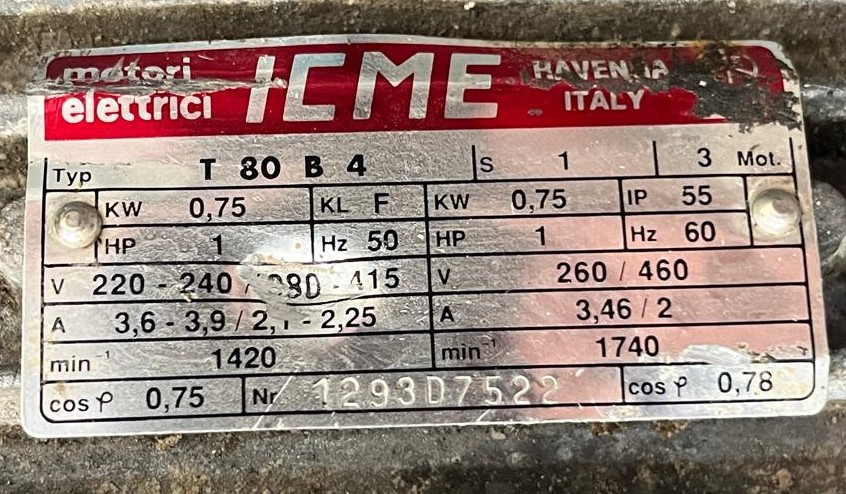 motori ICME
elettrici ITALY
Typ T 80 B 4 S 1 3 Mot.
KW 0,75 KL F KW 0,75 IP 55
HP 1 Hz 50 HP 1 Hz 60
V 220 - 240 / 380 - 415 V 260 / 460
A 3,6 - 3,9 / 2, - 2,25 A 3,46 / 2
min⁻¹ 1420 min⁻¹ 1740
cos φ 0,75 Nr 1293D7522 cos φ 0,78